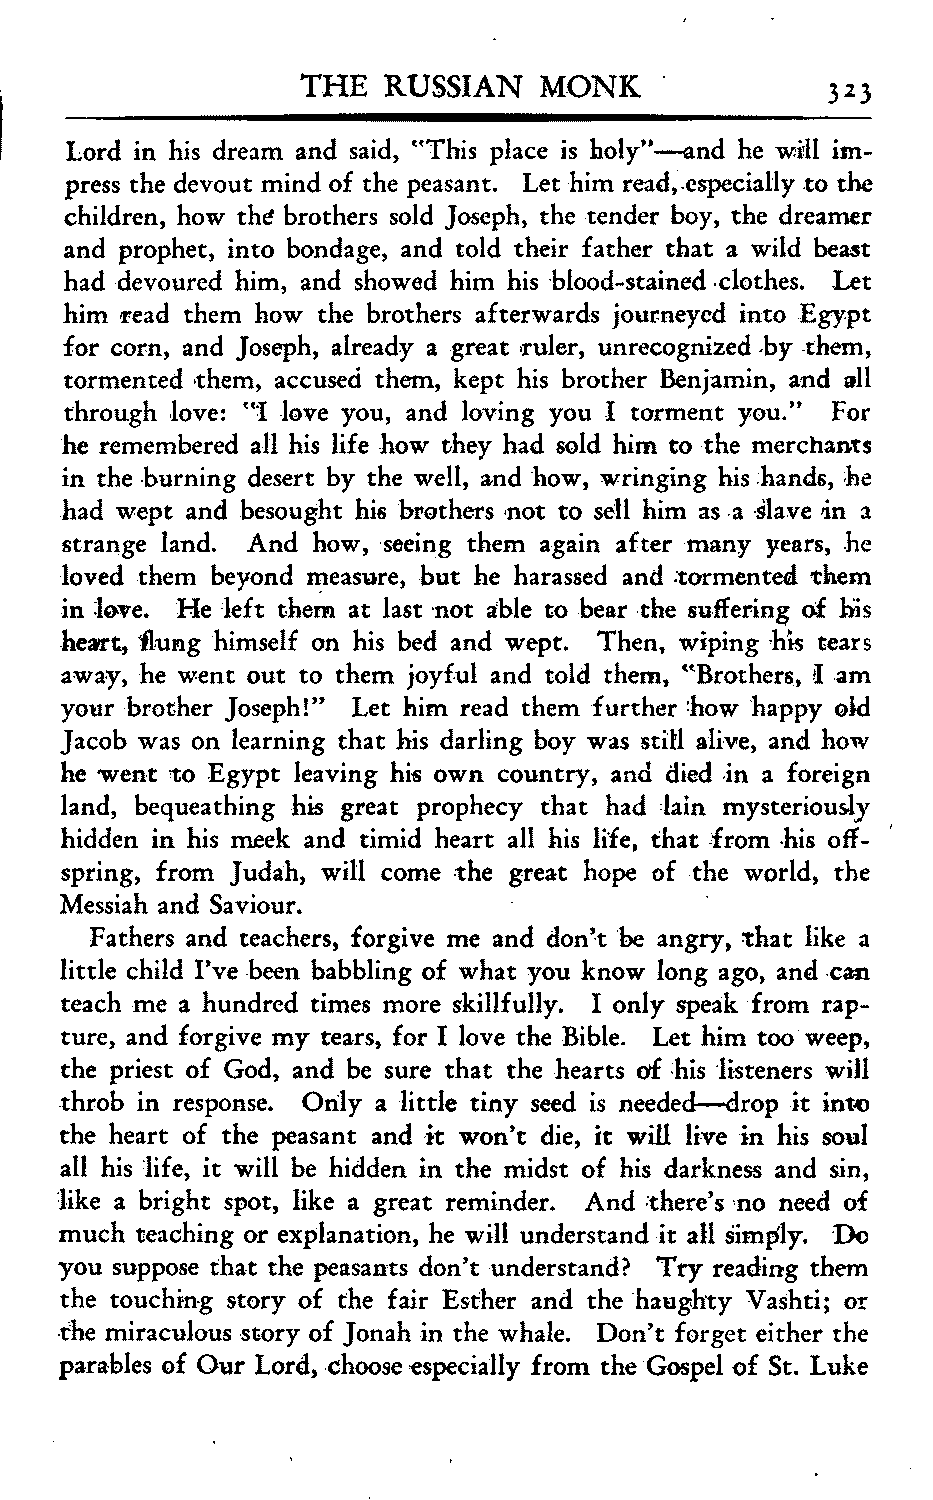 THE RUSSIAN MONK 323
Lord in his dream and said, "This place is holy"—and he will im-
press the devout mind of the peasant. Let him read, especially to the
children, how the brothers sold Joseph, the tender boy, the dreamer
and prophet, into bondage, and told their father that a wild beast
had devoured him, and showed him his blood-stained clothes. Let
him read them how the brothers afterwards journeyed into Egypt
for corn, and Joseph, already a great ruler, unrecognized by them,
tormented them, accused them, kept his brother Benjamin, and all
through love: "I love you, and loving you I torment you." For
he remembered all his life how they had sold him to the merchants
in the burning desert by the well, and how, wringing his hands, he
had wept and besought his brothers not to sell him as a slave in a
strange land. And how, seeing them again after many years, he
loved them beyond measure, but he harassed and tormented them
in love. He left them at last not able to bear the suffering of his
heart, flung himself on his bed and wept. Then, wiping his tears
away, he went out to them joyful and told them, "Brothers, I am
your brother Joseph!" Let him read them further how happy old
Jacob was on learning that his darling boy was still alive, and how
he went to Egypt leaving his own country, and died in a foreign
land, bequeathing his great prophecy that had lain mysteriously
hidden in his meek and timid heart all his life, that from his off-
spring, from Judah, will come the great hope of the world, the
Messiah and Saviour.
Fathers and teachers, forgive me and don't be angry, that like a
little child I've been babbling of what you know long ago, and can
teach me a hundred times more skillfully. I only speak from rap-
ture, and forgive my tears, for I love the Bible. Let him too weep,
the priest of God, and be sure that the hearts of his listeners will
throb in response. Only a little tiny seed is needed—drop it into
the heart of the peasant and it won't die, it will live in his soul
all his life, it will be hidden in the midst of his darkness and sin,
like a bright spot, like a great reminder. And there's no need of
much teaching or explanation, he will understand it all simply. Do
you suppose that the peasants don't understand? Try reading them
the touching story of the fair Esther and the haughty Vashti; or
the miraculous story of Jonah in the whale. Don't forget either the
parables of Our Lord, choose especially from the Gospel of St. Luke